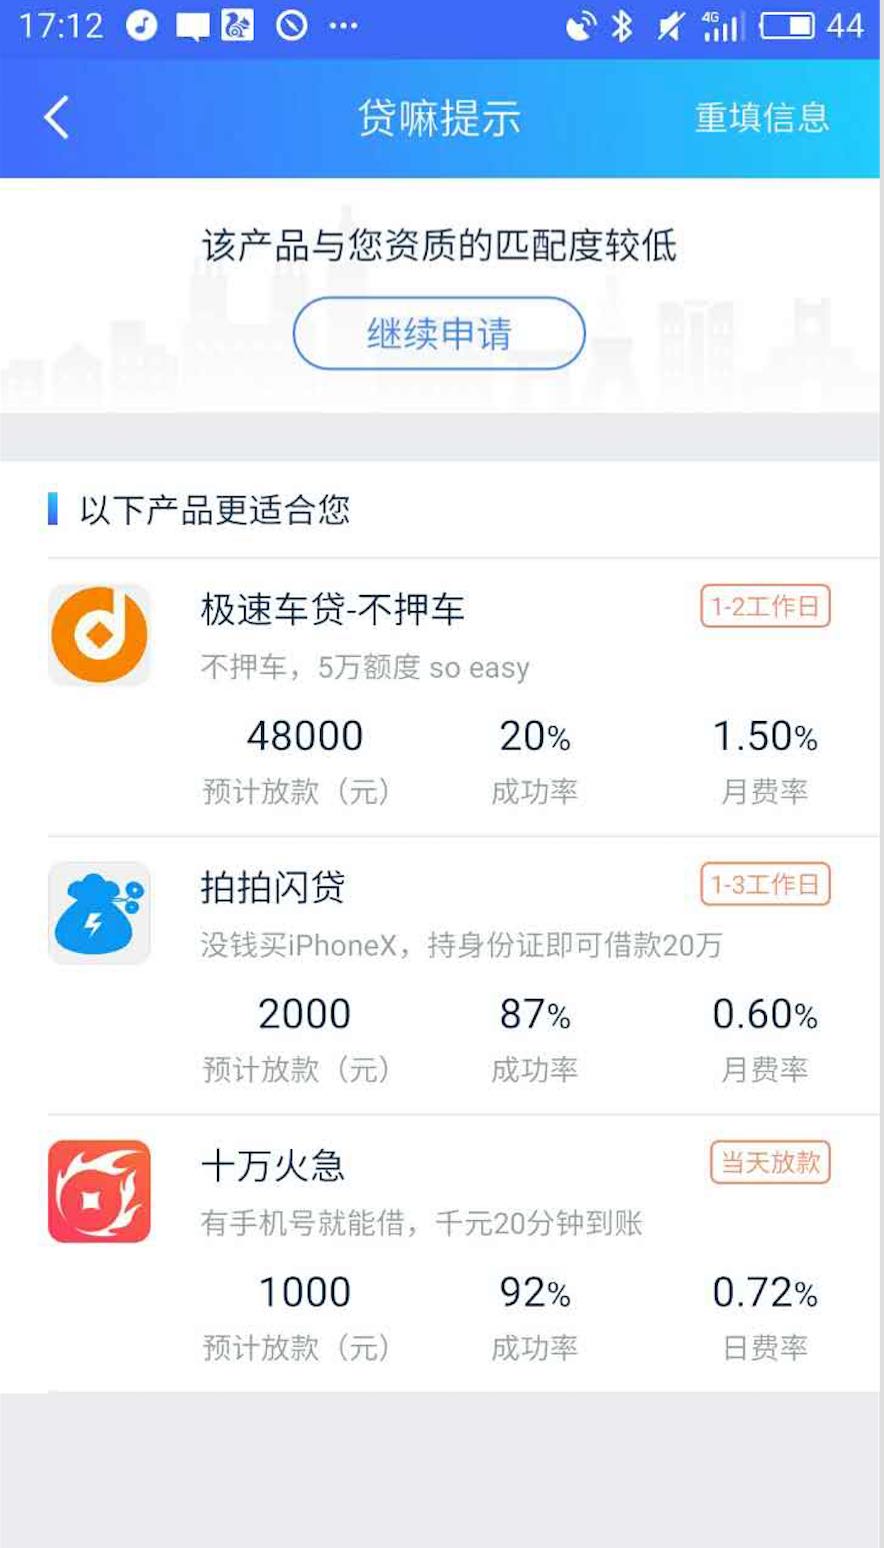 17:12
4G
44
贷嘛提示
重填信息
该产品与您资质的匹配度较低
继续申请
以下产品更适合您
极速车贷-不押车
1-2工作日
不押车，5万额度 so easy
48000 20% 1.50%
预计放款（元） 成功率 月费率
拍拍闪贷
1-3工作日
没钱买iPhoneX，持身份证即可借款20万
2000 87% 0.60%
预计放款（元） 成功率 月费率
十万火急
当天放款
有手机号就能借，千元20分钟到账
1000 92% 0.72%
预计放款（元） 成功率 日费率